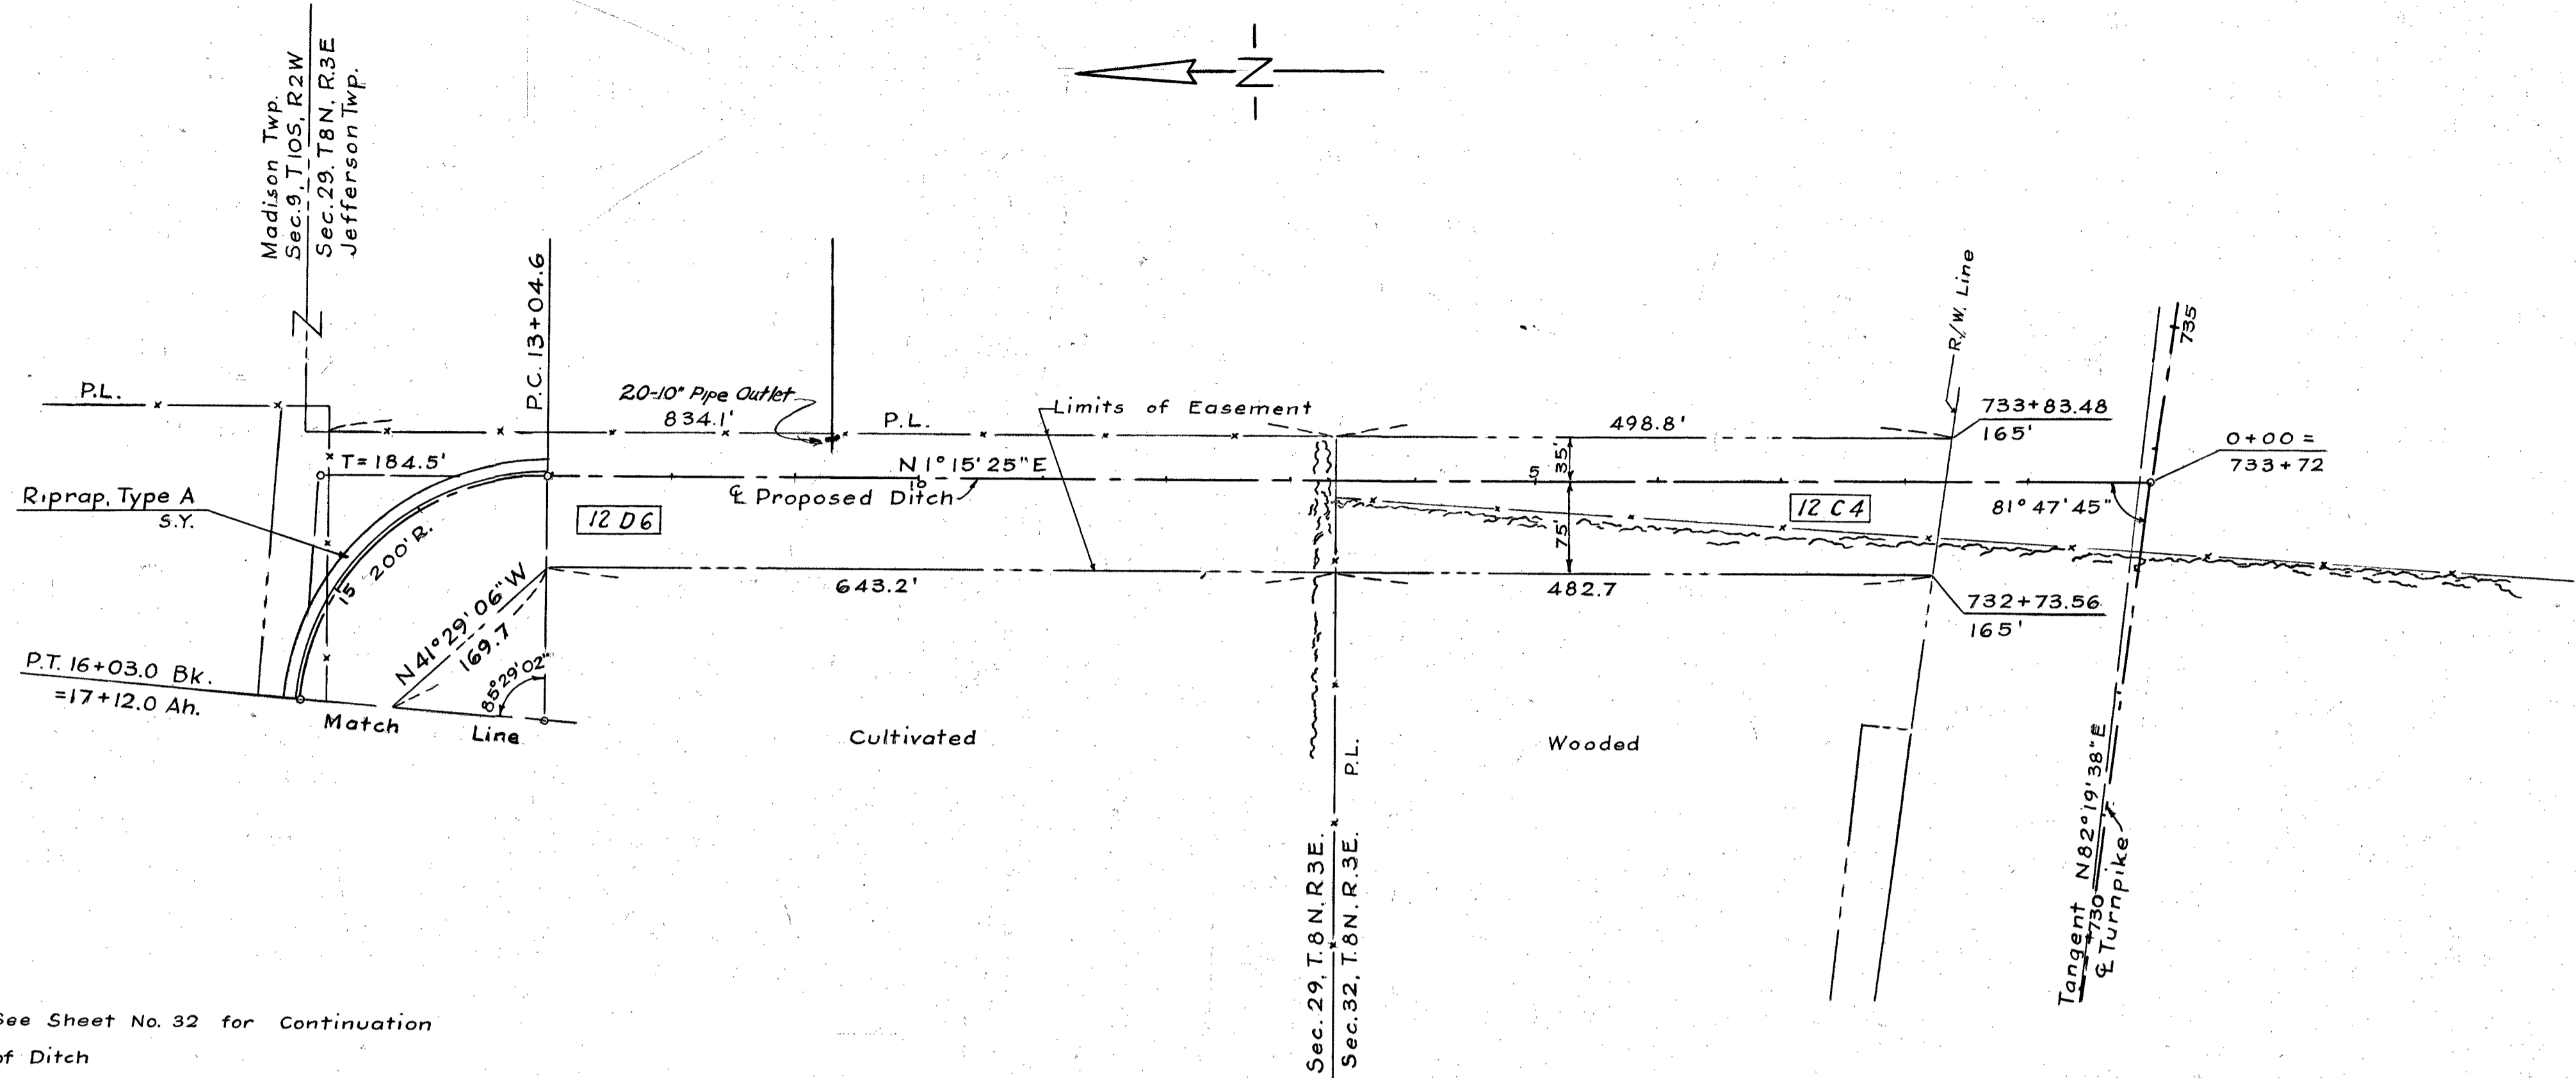 Madison Twp.
Sec.9, T10S, R2W
Sec.29. T8N, R.3E
Jefferson Twp.
Z
P.L.
P.C. 13+04.6
20-10" Pipe Outlet
834.1'
P.L.
Limits of Easement
498.8'
R./W. Line
733+83.48
165'
735
0+00 =
733+72
T=184.5'
N 1° 15' 25" E
10
5
35'
℄ Proposed Ditch
Riprap, Type A
S.Y.
12 D6
12 C4
81° 47' 45"
15
200' R.
75'
643.2'
482.7
732+73.56
165'
N 41° 29' 06" W
169.7
85° 29' 02"
P.T. 16+03.0 Bk.
=17+12.0 Ah.
Match Line
Cultivated
Wooded
P.L.
Sec. 29, T.8N. R3E.
Sec. 32, T.8N. R.3E.
Tangent N82° 19' 38" E
730
℄ Turnpike
See Sheet No. 32 for Continuation
of Ditch